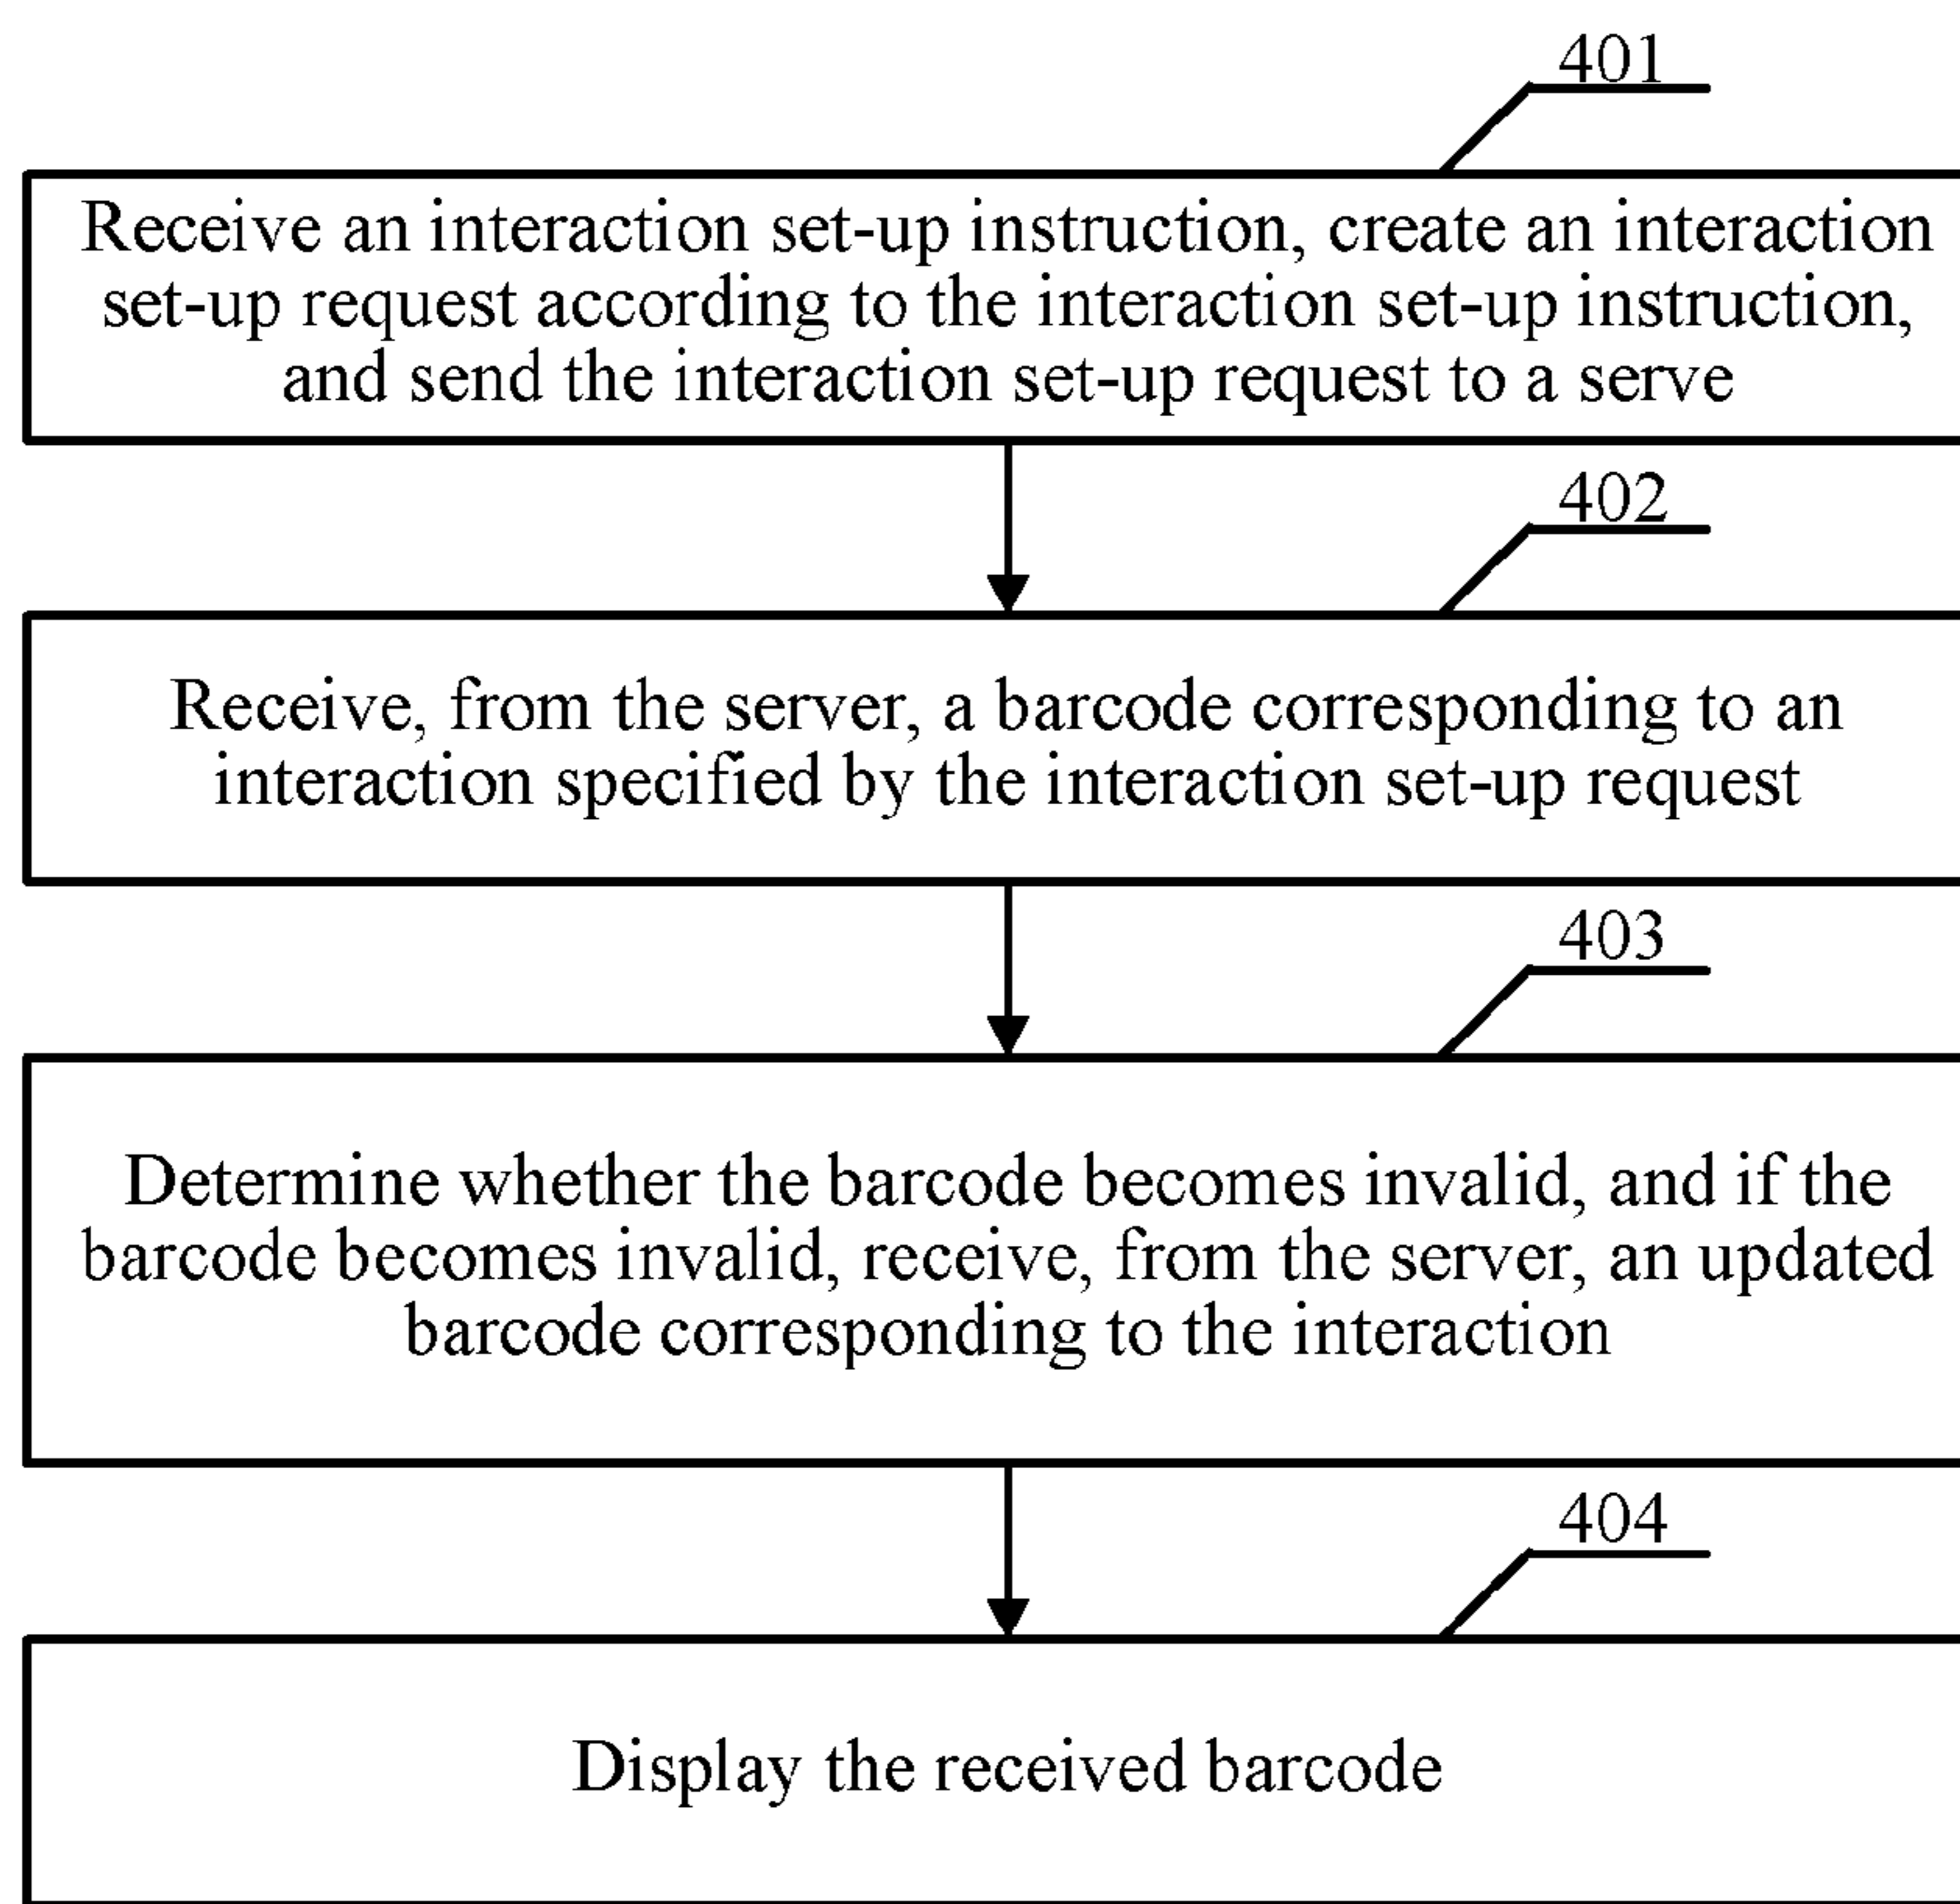 401
Receive an interaction set-up instruction, create an interaction
set-up request according to the interaction set-up instruction,
and send the interaction set-up request to a serve
402
Receive, from the server, a barcode corresponding to an
interaction specified by the interaction set-up request
403
Determine whether the barcode becomes invalid, and if the
barcode becomes invalid, receive, from the server, an updated
barcode corresponding to the interaction
404
Display the received barcode